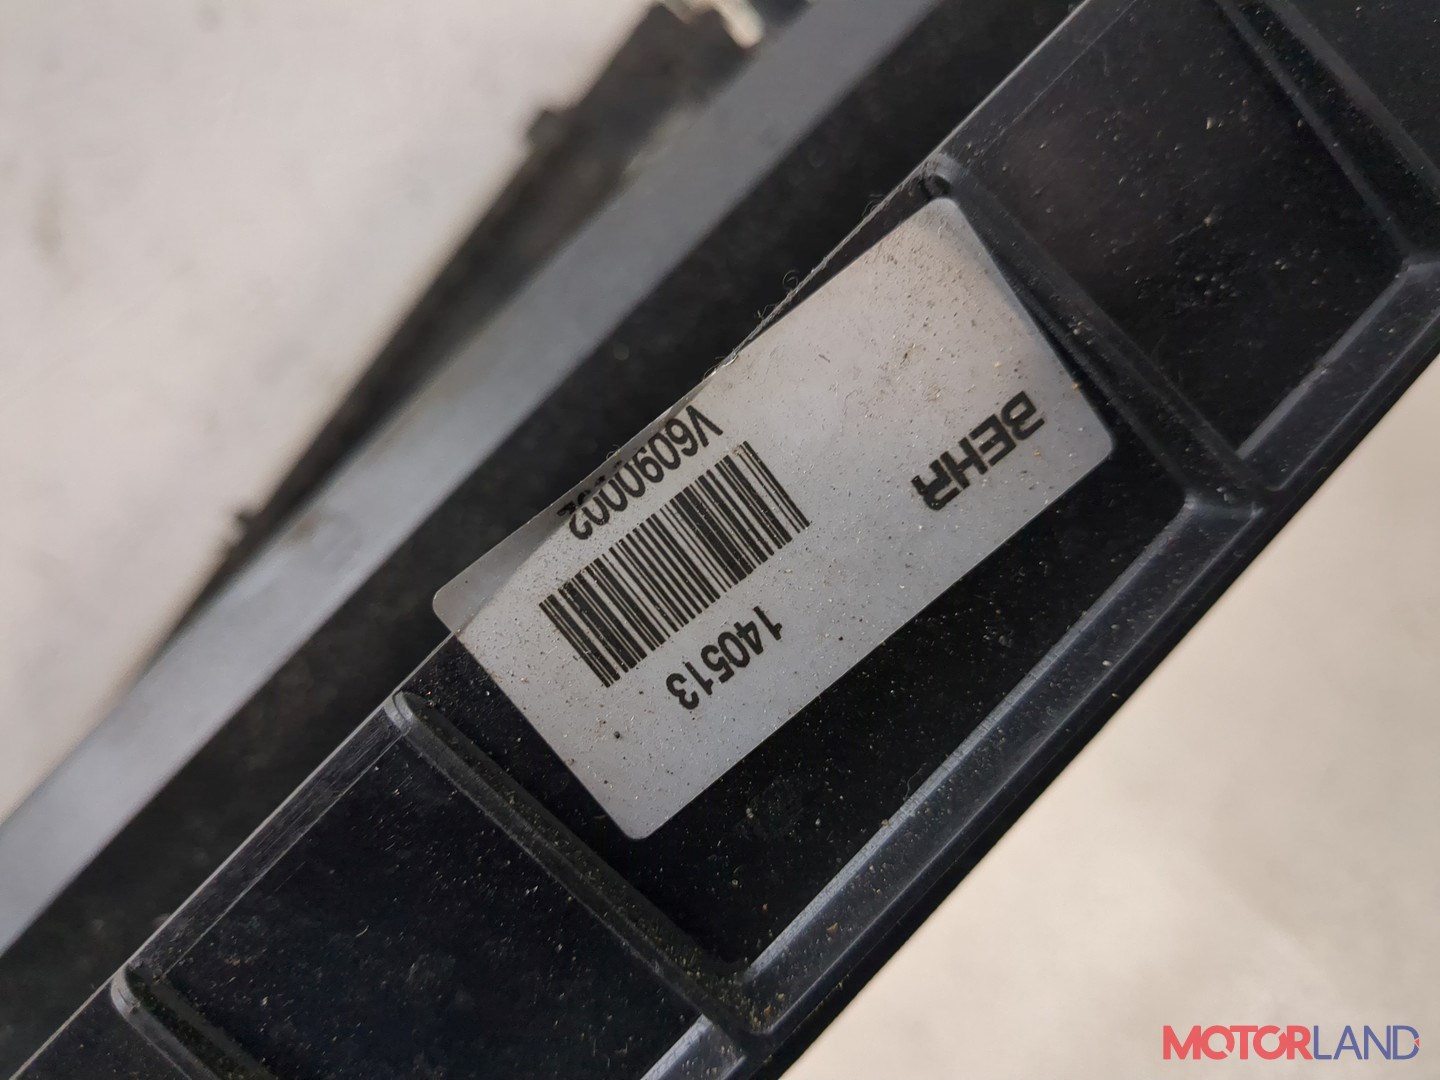 BEHR
140513
V6090002
MOTORLAND